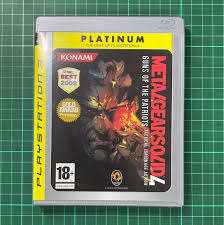 PLATINUM
THE BEST OF PLAYSTATION 3
PLAYSTATION 3
KONAMI
BEST
2008
GOLD AWARD
METAL GEAR SOLID 4
GUNS OF THE PATRIOTS
18+